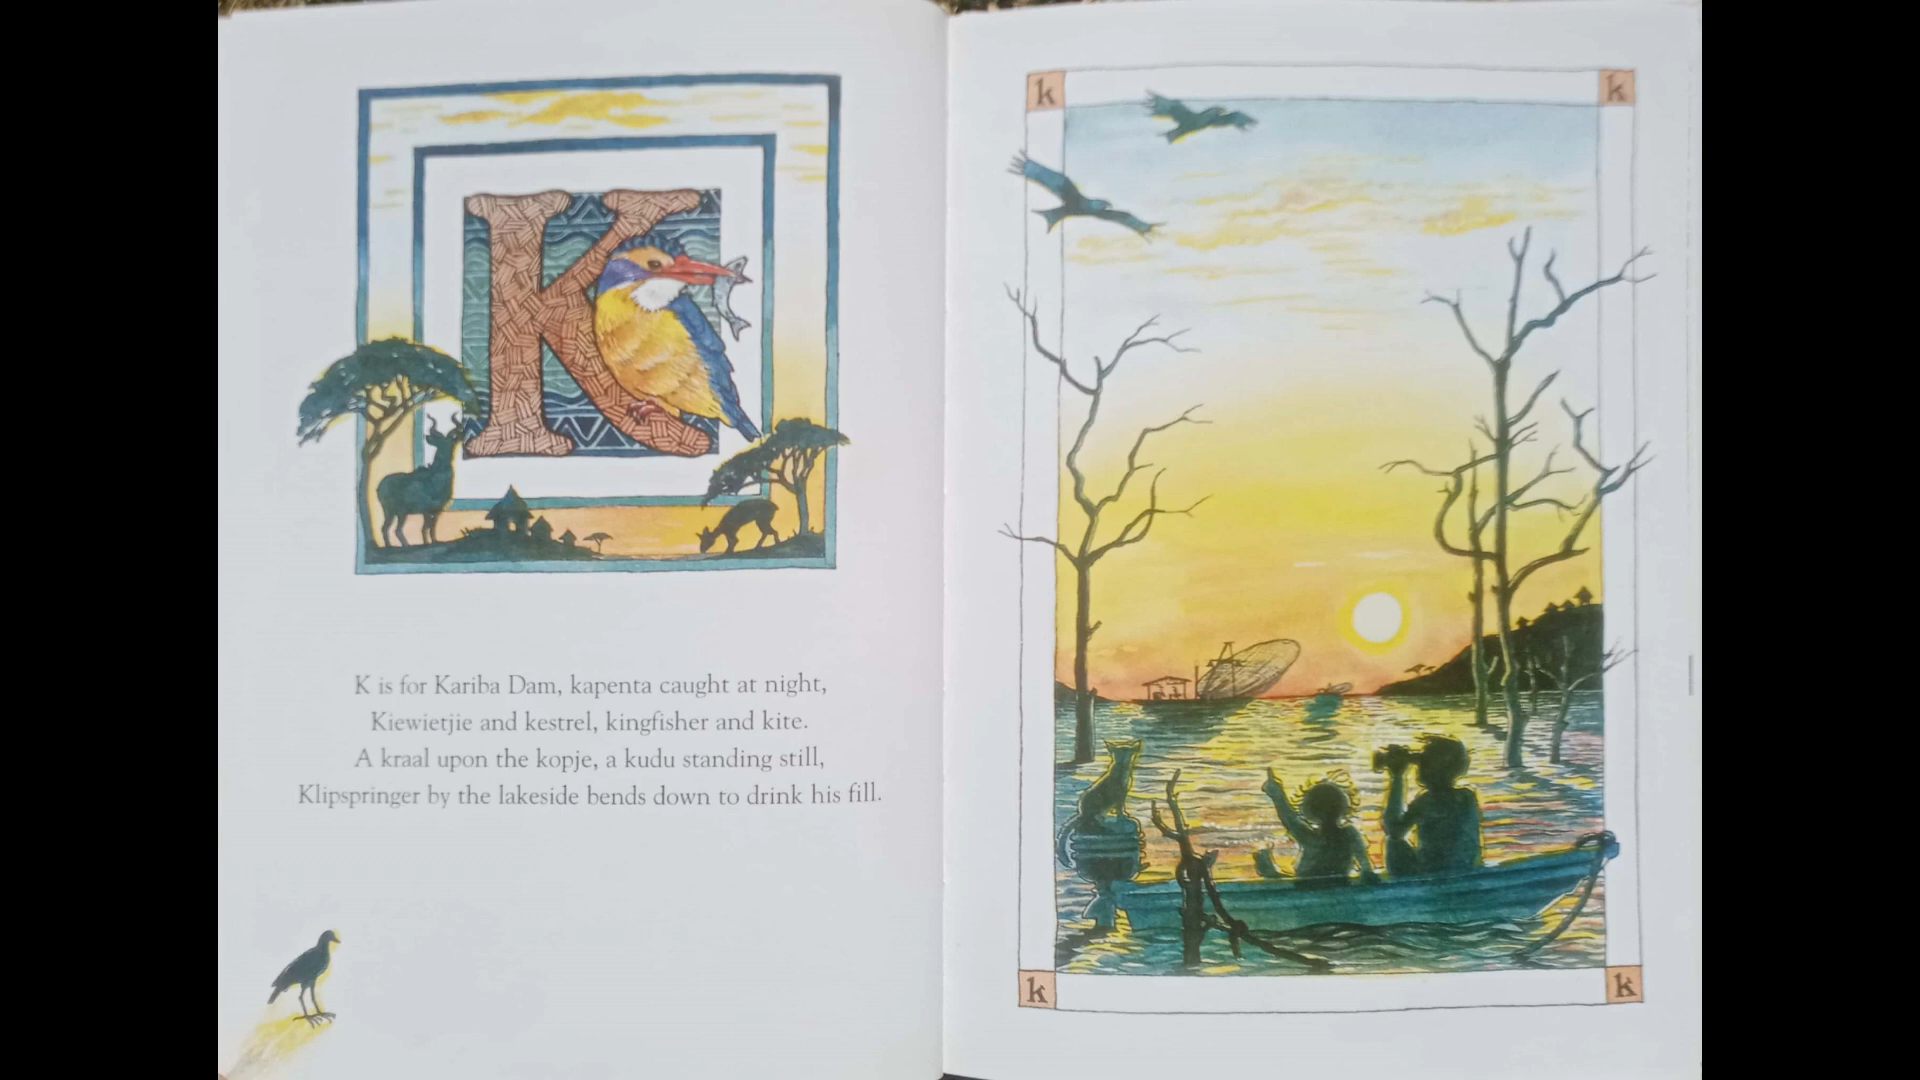 K
K is for Kariba Dam, kapenta caught at night,
Kiewietjie and kestrel, kingfisher and kite.
A kraal upon the kopje, a kudu standing still,
Klipspringer by the lakeside bends down to drink his fill.
k
k
k
k